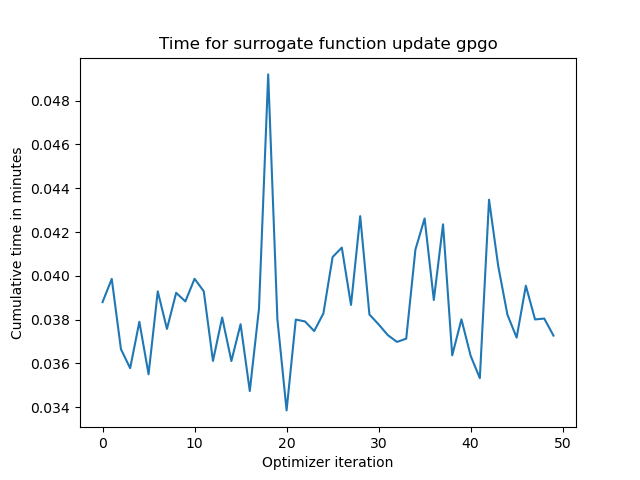 Time for surrogate function update gpgo
Cumulative time in minutes
0.048
0.046
0.044
0.042
0.040
0.038
0.036
0.034
0 10 20 30 40 50
Optimizer iteration